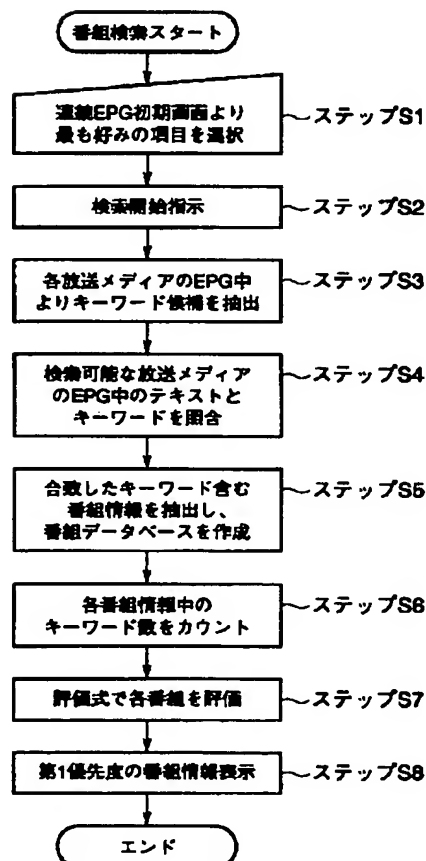 番組検索スタート
連鎖EPG初期画面より
最も好みの項目を選択
ステップS1
検索開始指示
ステップS2
各放送メディアのEPG中
よりキーワード候補を抽出
ステップS3
検索可能な放送メディア
のEPG中のテキストと
キーワードを照合
ステップS4
合致したキーワード含む
番組情報を抽出し、
番組データベースを作成
ステップS5
各番組情報中の
キーワード数をカウント
ステップS6
評価式で各番組を評価
ステップS7
第1優先度の番組情報表示
ステップS8
エンド